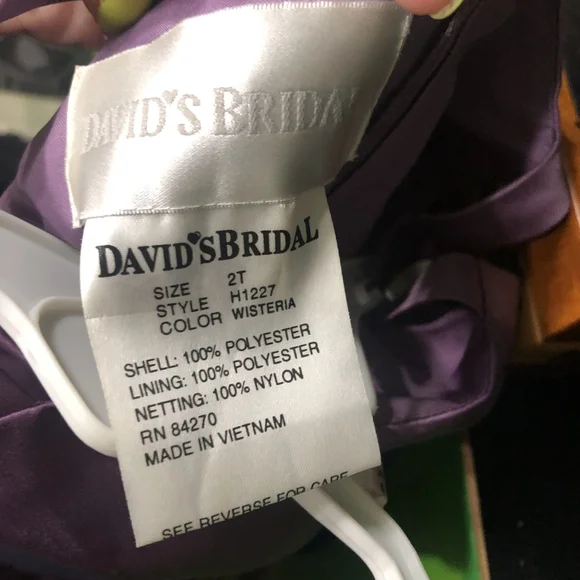 DAVID'S BRIDAL
DAVID'S BRIDAL
SIZE 2T
STYLE H1227
COLOR WISTERIA
SHELL: 100% POLYESTER
LINING: 100% POLYESTER
NETTING: 100% NYLON
RN 84270
MADE IN VIETNAM
SEE REVERSE FOR CARE